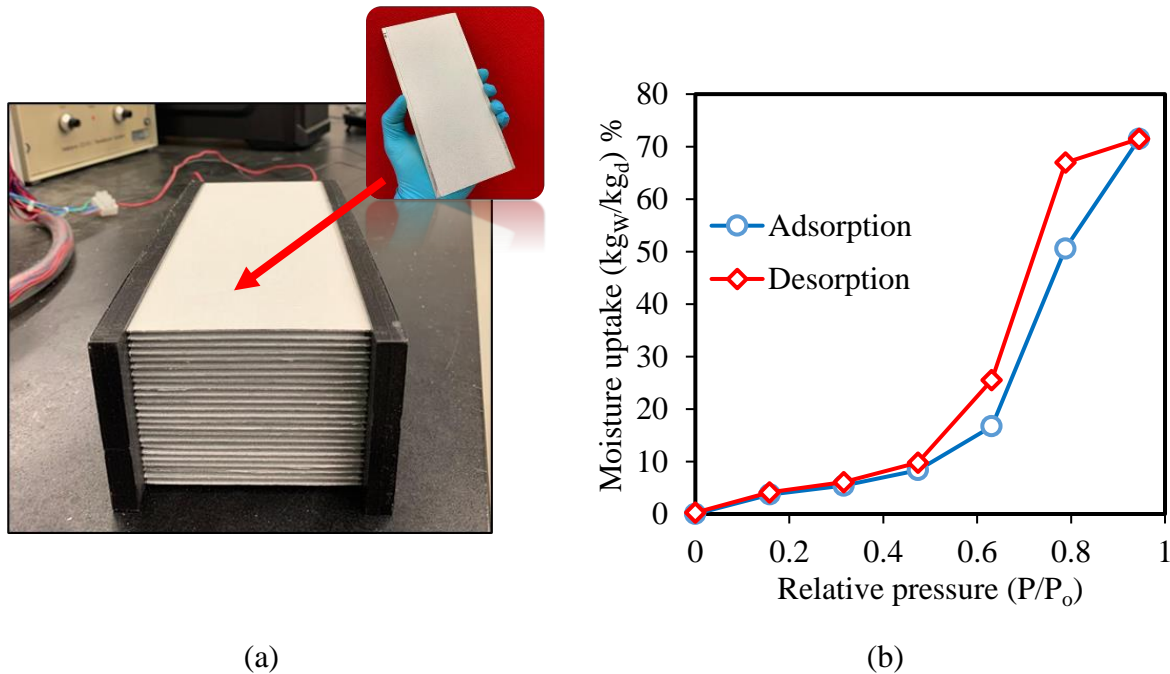 80
70
60
50
40
30
20
10
0
Moisture uptake (kgw/kgd) %
Adsorption
Desorption
0 0.2 0.4 0.6 0.8 1
Relative pressure (P/Po)
(a)
(b)